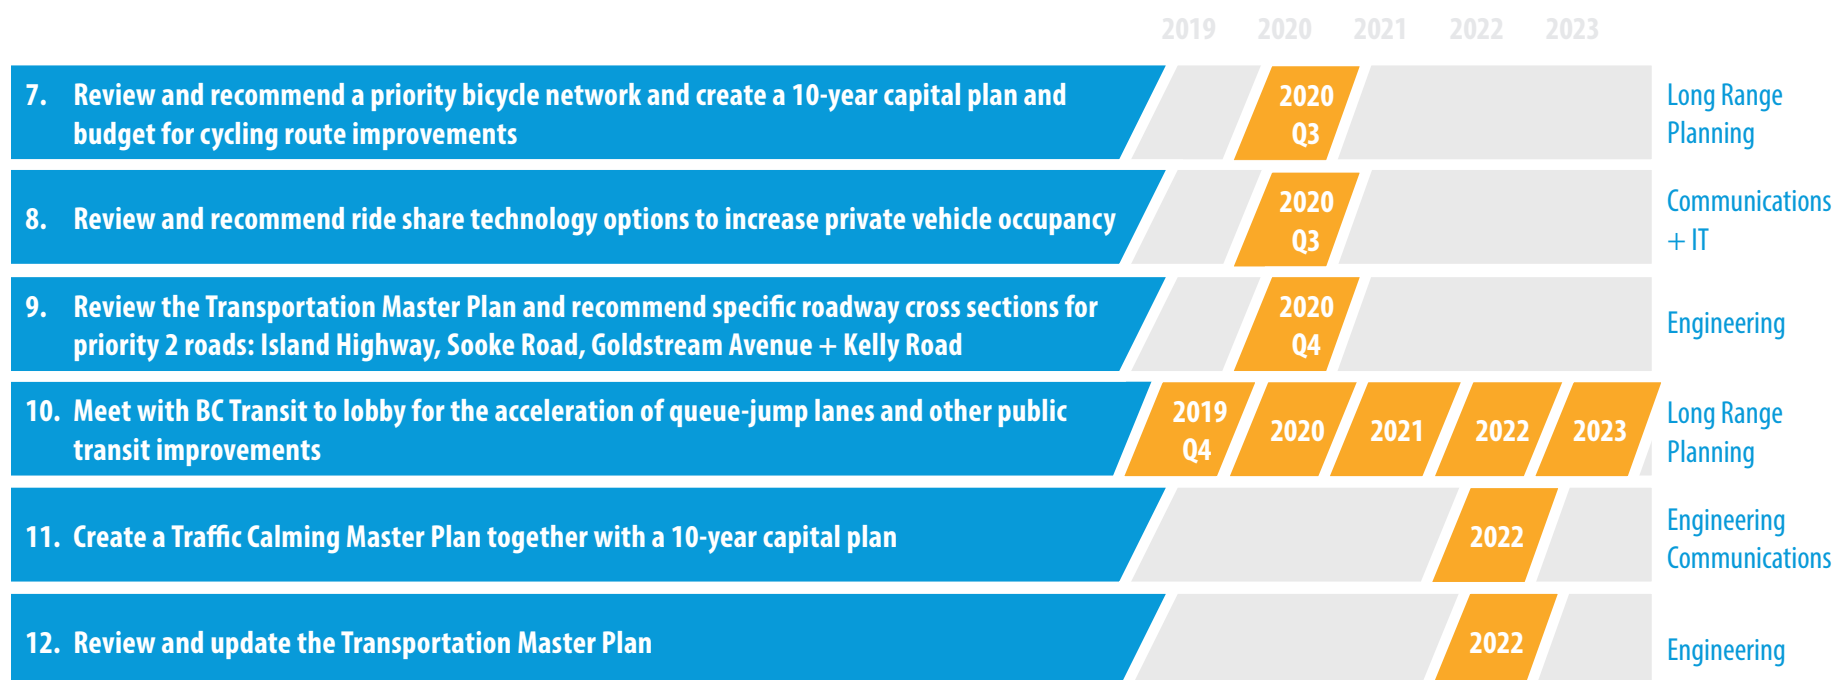 2019 2020 2021 2022 2023
7. Review and recommend a priority bicycle network and create a 10-year capital plan and
budget for cycling route improvements
2020
Q3
Long Range
Planning
8. Review and recommend ride share technology options to increase private vehicle occupancy
2020
Q3
Communications
+ IT
9. Review the Transportation Master Plan and recommend specific roadway cross sections for
priority 2 roads: Island Highway, Sooke Road, Goldstream Avenue + Kelly Road
2020
Q4
Engineering
10. Meet with BC Transit to lobby for the acceleration of queue-jump lanes and other public
transit improvements
2019
Q4
2020
2021
2022
2023
Long Range
Planning
11. Create a Traffic Calming Master Plan together with a 10-year capital plan
2022
Engineering
Communications
12. Review and update the Transportation Master Plan
2022
Engineering